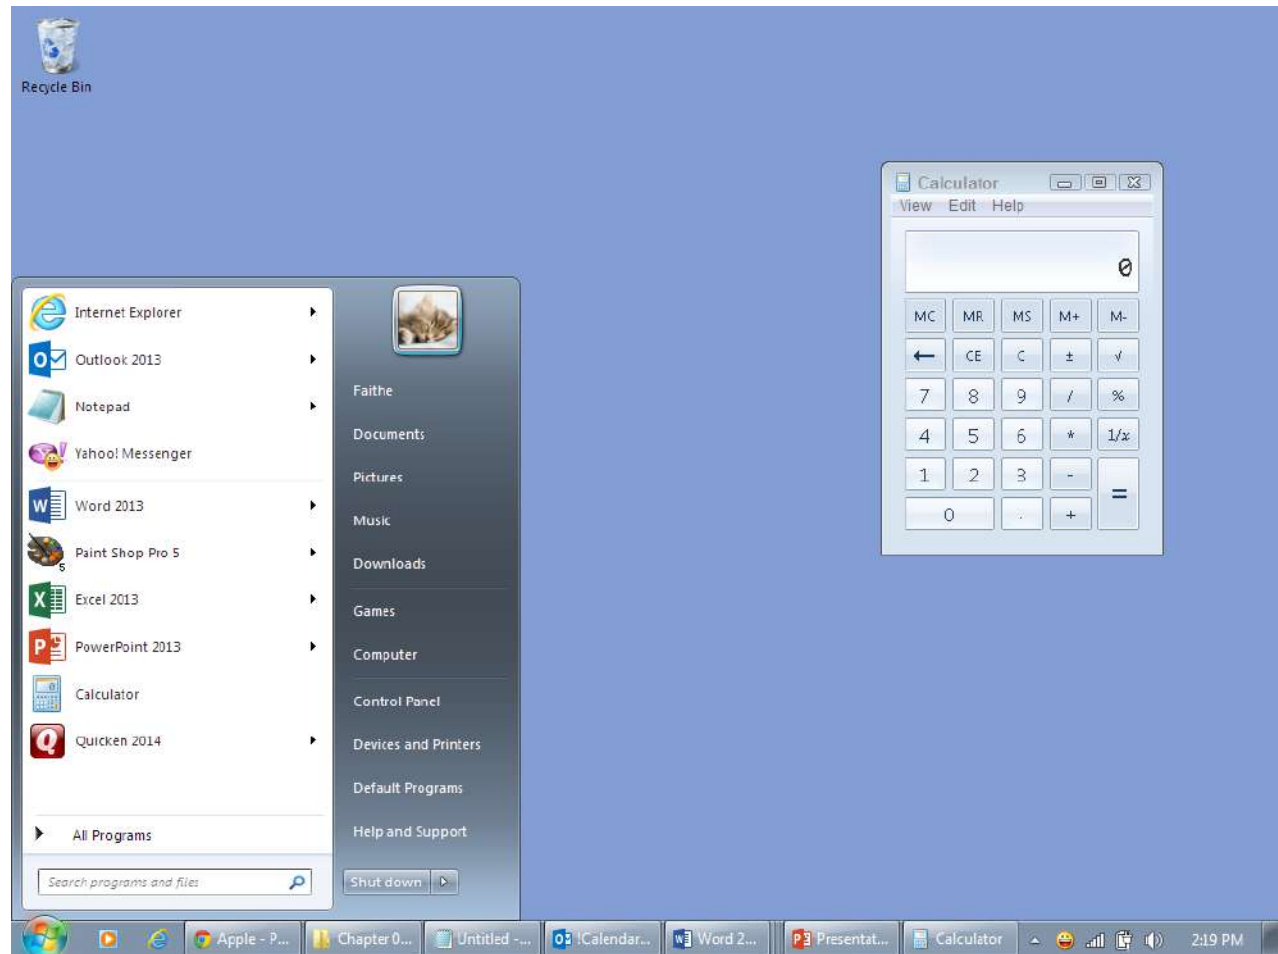 Recycle Bin
Calculator
View Edit Help
0
MC MR MS M+ M-
← CE C ± √
7 8 9 / %
4 5 6 * 1/x
1 2 3 - =
0 . +
Internet Explorer
Outlook 2013
Notepad
Yahoo! Messenger
Word 2013
Paint Shop Pro 5
Excel 2013
PowerPoint 2013
Calculator
Quicken 2014
All Programs
Search programs and files
Faithe
Documents
Pictures
Music
Downloads
Games
Computer
Control Panel
Devices and Printers
Default Programs
Help and Support
Shut down
Apple - P... Chapter 0... Untitled -... !Calendar... Word 2... Presentat... Calculator 2:19 PM